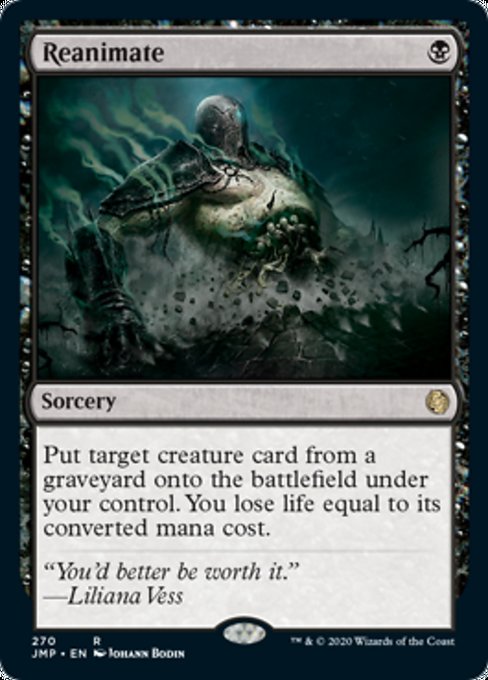 Reanimate
Sorcery
Put target creature card from a
graveyard onto the battlefield under
your control. You lose life equal to its
converted mana cost.
“You’d better be worth it.”
—Liliana Vess
270 R
JMP • EN Johann Bodin
™ & © 2020 Wizards of the Coast